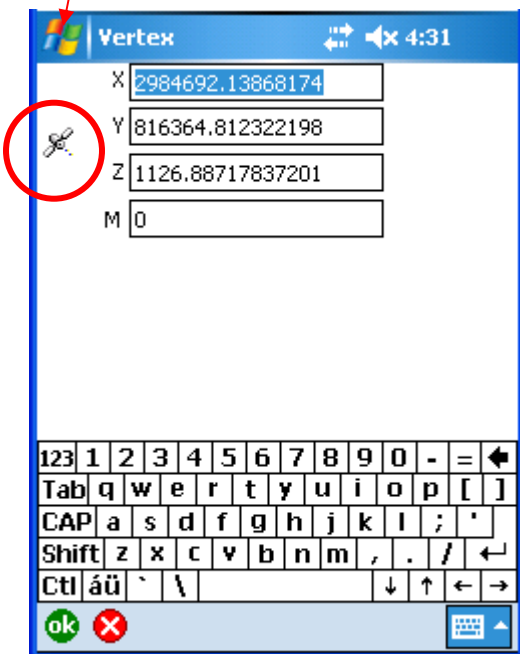 Vertex 4:31
X 2984692.13868174
Y 816364.812322198
Z 1126.88717837201
M 0
123 1 2 3 4 5 6 7 8 9 0 - =
Tab q w e r t y u i o p [ ]
CAP a s d f g h j k l ; '
Shift z x c v b n m , . /
Ctl áü ` \ ↓ ↑ ← →
ok